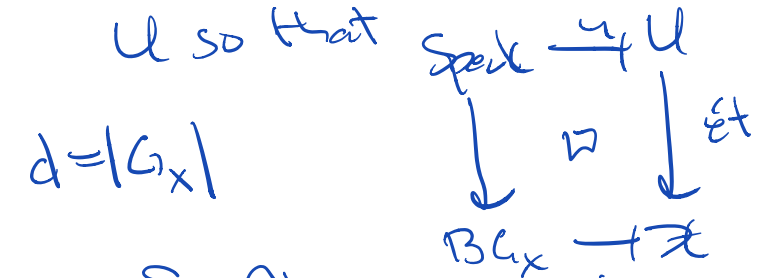 U so that
Spec k →u U
ét
d = |G_x|
□
BG_x → 𝒳